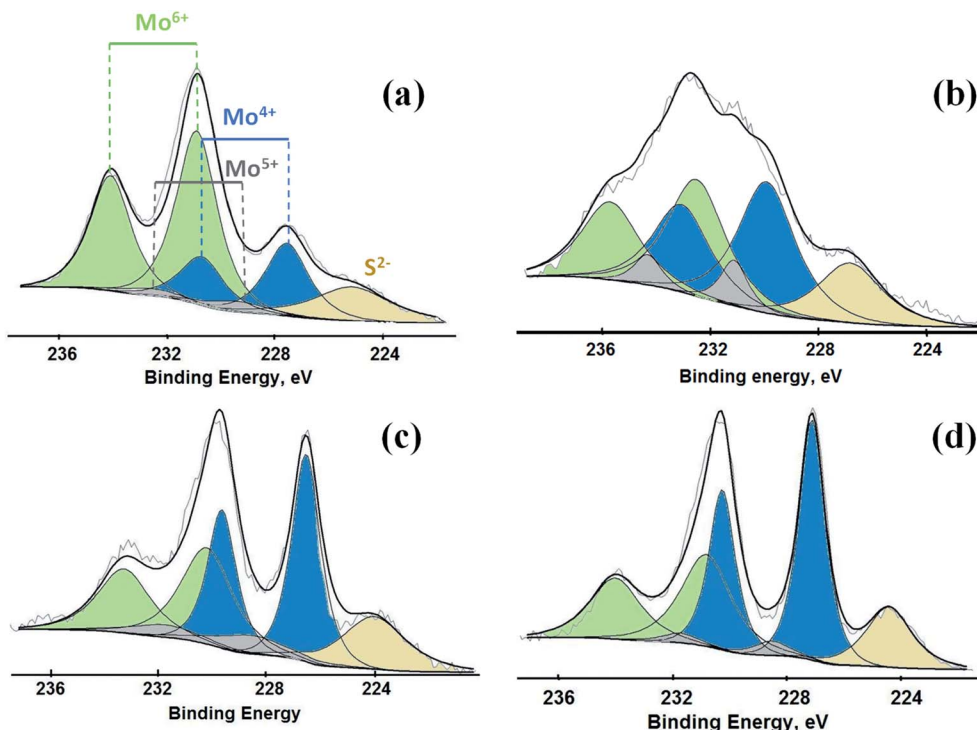 Mo⁶⁺
(a)
Mo⁴⁺
Mo⁵⁺
S²⁻
236 232 228 224
Binding Energy, eV
(b)
236 232 228 224
Binding energy, eV
(c)
236 232 228 224
Binding Energy
(d)
236 232 228 224
Binding Energy, eV